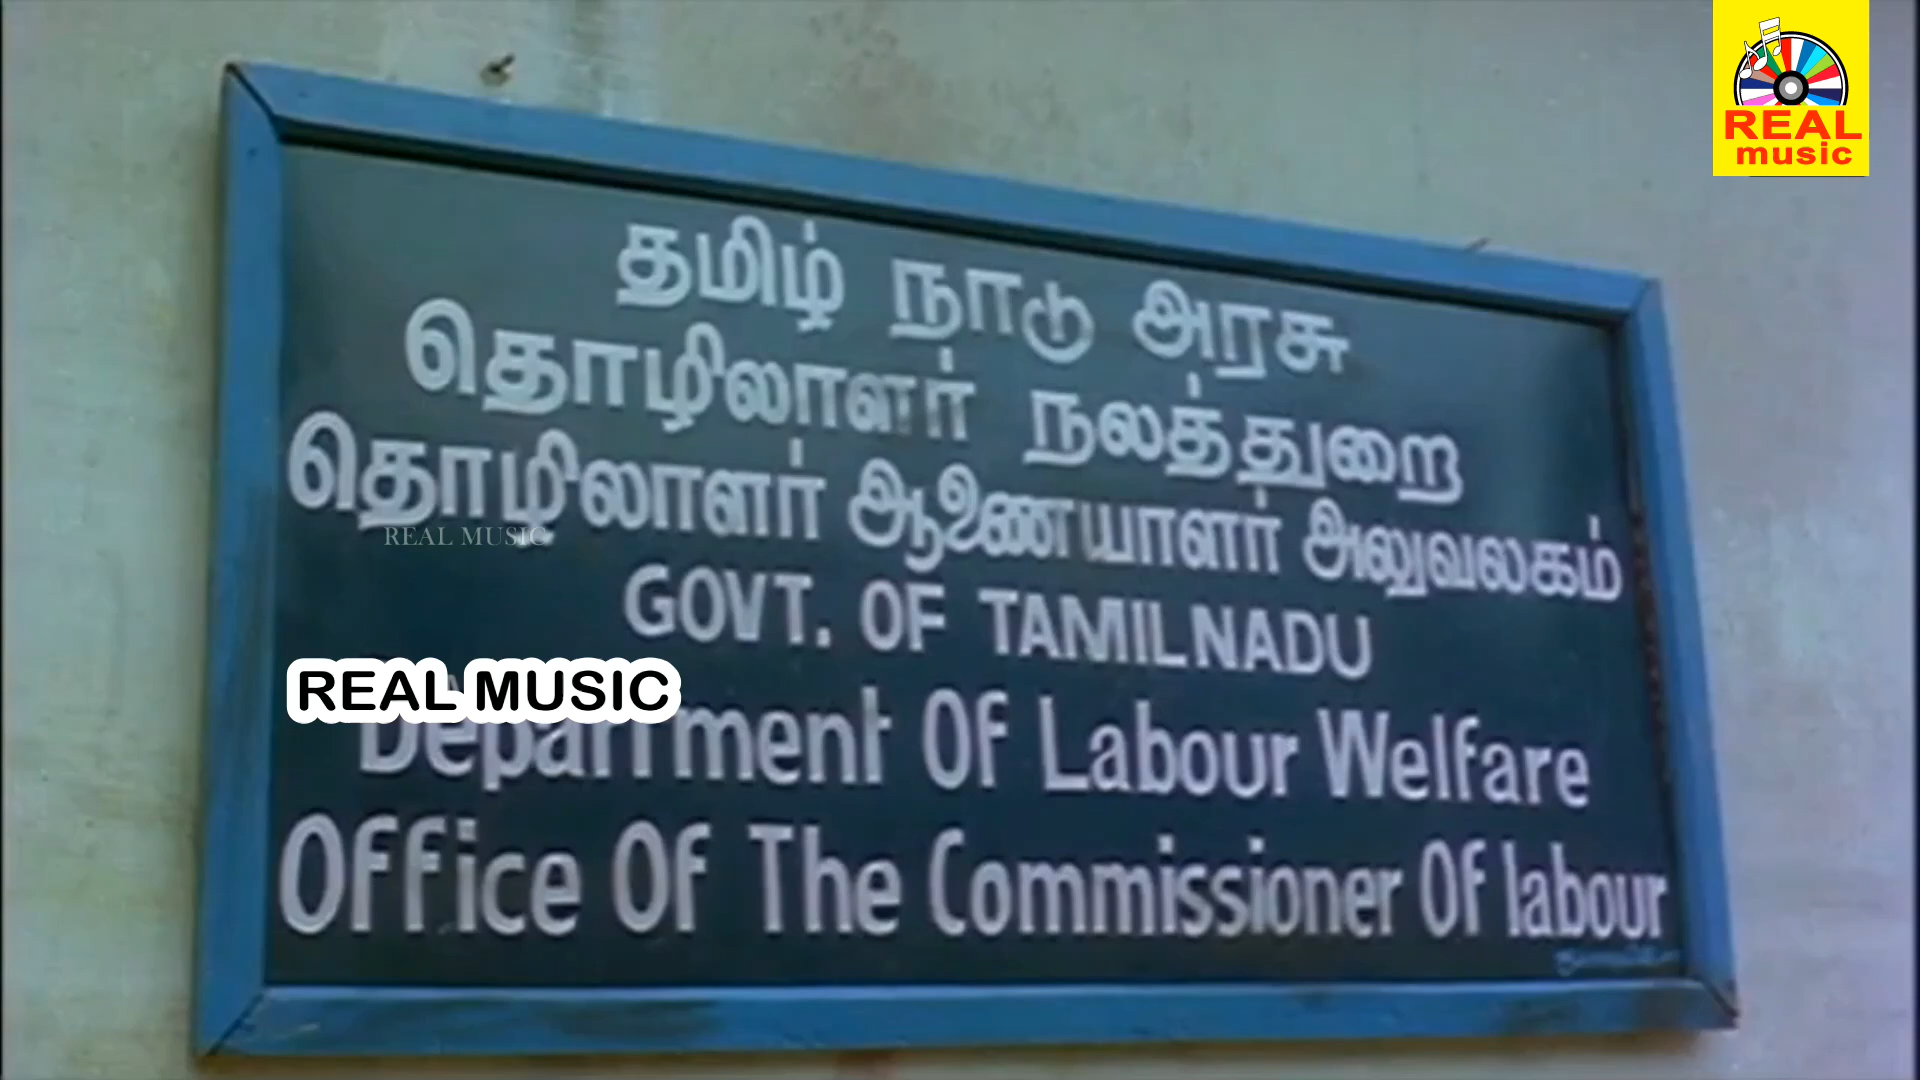 REAL
music
தமிழ் நாடு அரசு
தொழிலாளர் நலத்துறை
தொழிலாளர் ஆணையாளர் அலுவலகம்
REAL MUSIC
GOVT. OF TAMILNADU
REAL MUSIC
Department Of Labour Welfare
Office Of The Commissioner Of labour